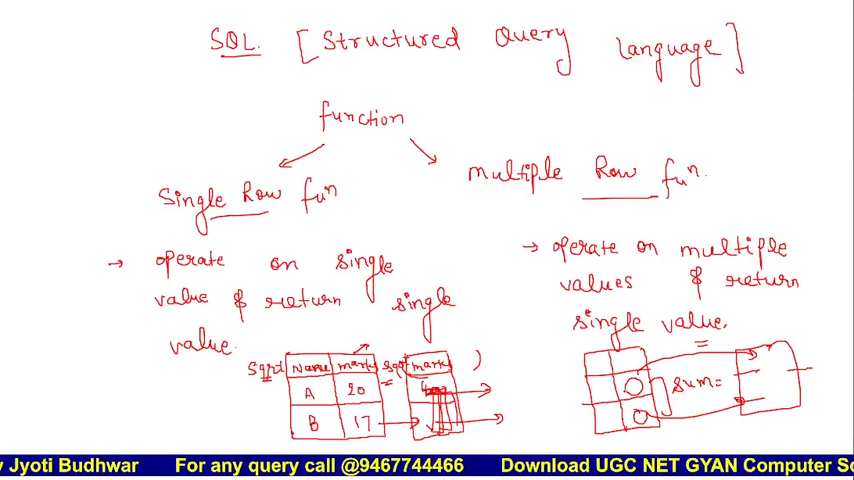 SQL. [Structured Query language]
function
Single Row fun
multiple Row fun.
→ operate on single
value & return single
value.
→ operate on multiple
values & return
single value.
=
Sqrt Name marks sqrt marks )
A 20
B 17
sum=
y Jyoti Budhwar For any query call @9467744466 Download UGC NET GYAN Computer Sc